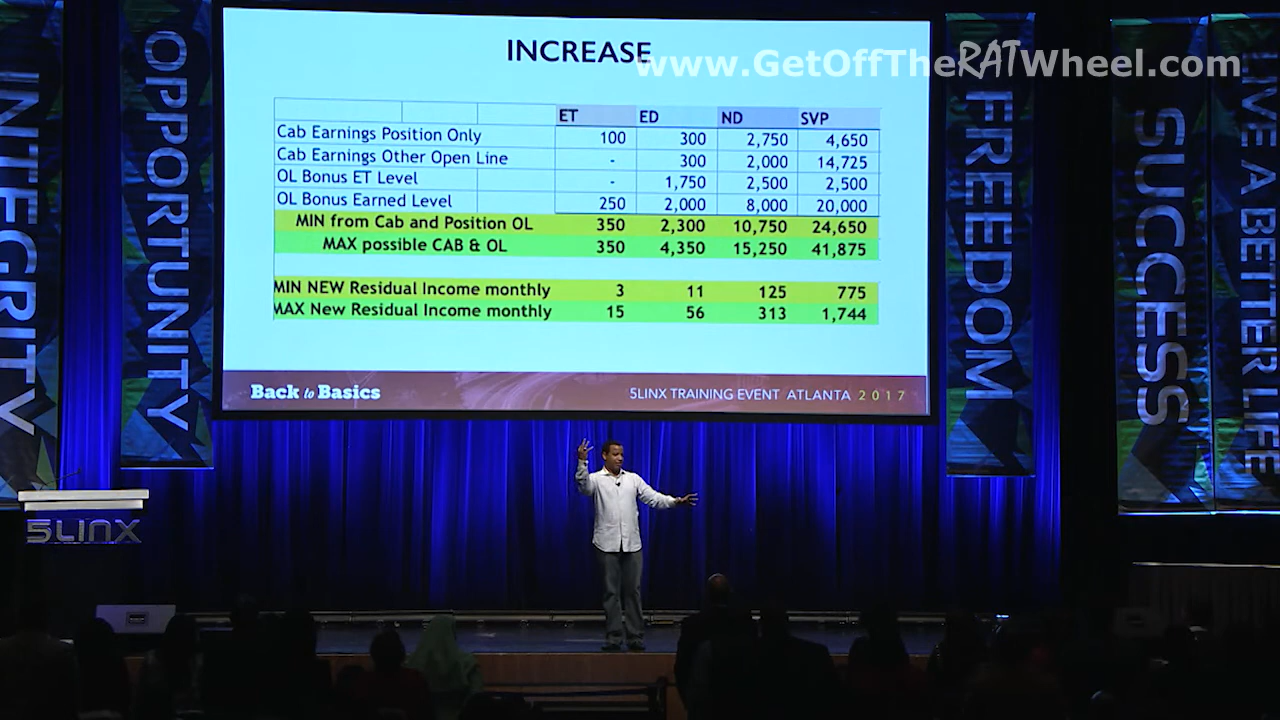 INCREASE
www.GetOffTheRATWheel.com
ET ED ND SVP
Cab Earnings Position Only 100 300 2,750 4,650
Cab Earnings Other Open Line - 300 2,000 14,725
OL Bonus ET Level - 1,750 2,500 2,500
OL Bonus Earned Level 250 2,000 8,000 20,000
MIN from Cab and Position OL 350 2,300 10,750 24,650
MAX possible CAB & OL 350 4,350 15,250 41,875
MIN NEW Residual Income monthly 3 11 125 775
MAX New Residual Income monthly 15 56 313 1,744
Back to Basics
5LINX TRAINING EVENT ATLANTA 2017
INTEGRITY
OPPORTUNITY
FREEDOM
SUCCESS
LIVE A BETTER LIFE
5LINX